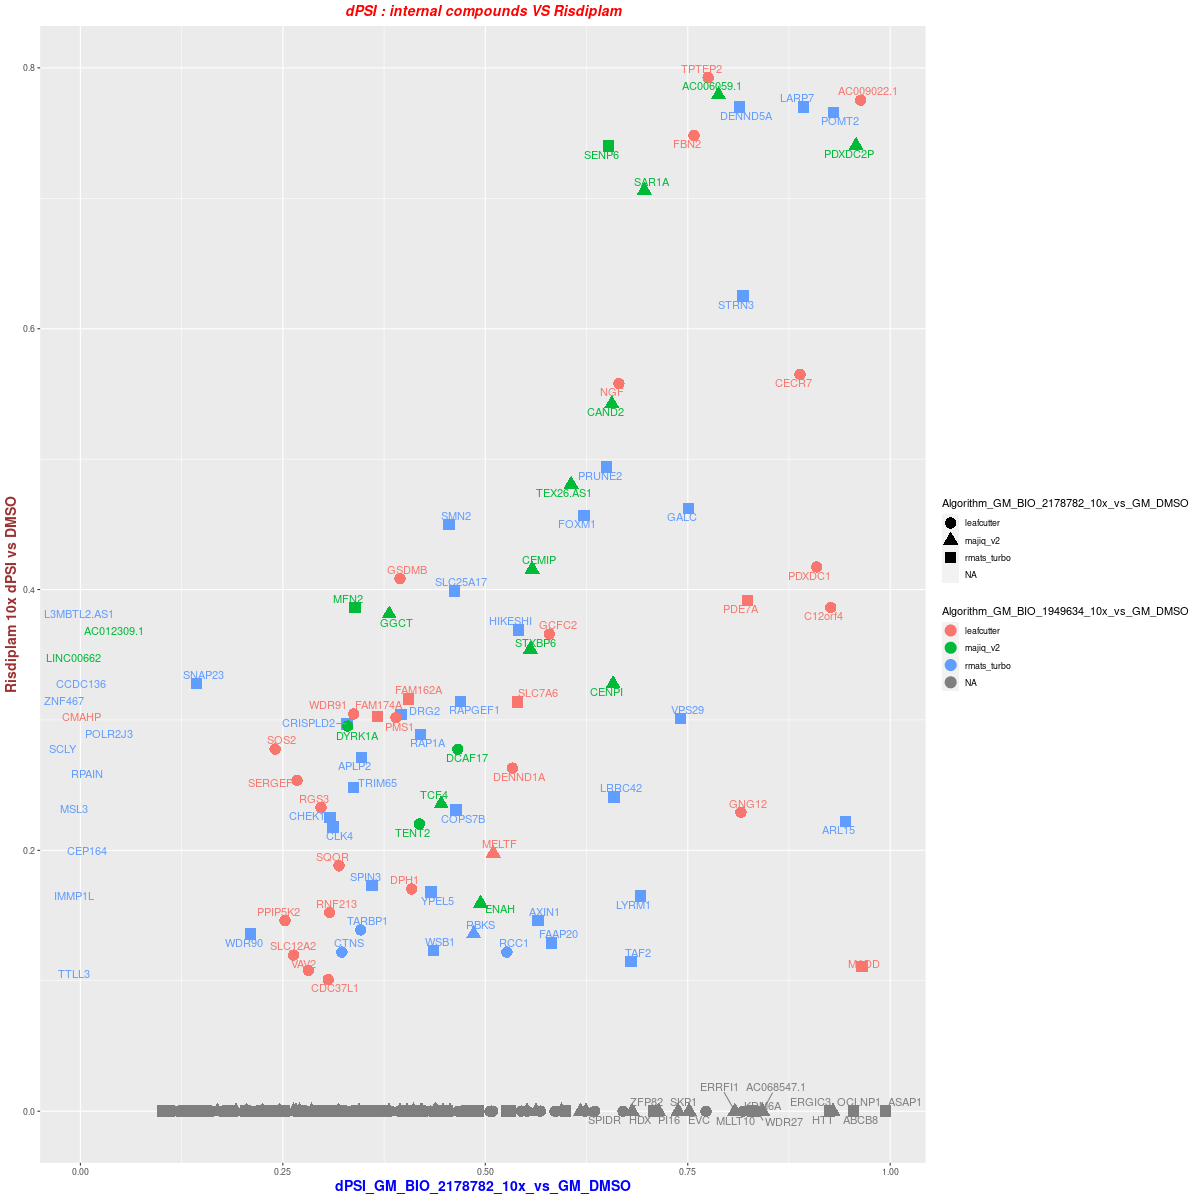 dPSI : internal compounds VS Risdiplam
Risdiplam 10x dPSI vs DMSO
0.8
0.6
0.4
0.2
0.0
TPTEP2
AC006059.1
DENND5A
LARP7
AC009022.1
POMT2
FBN2
SENP6
PDXDC2P
SAR1A
STRN3
CECR7
NGF
CAND2
PRUNE2
TEX26.AS1
SMN2
FOXM1
GALC
CEMIP
GSDMB
PDXDC1
SLC25A17
MFN2
PDE7A
C12orf4
L3MBTL2.AS1
GGCT
HIKESHI
GCFC2
AC012309.1
STXBP6
LINC00662
SNAP23
CCDC136
CENPI
FAM162A
SLC7A6
ZNF467
WDR91
FAM174A
DRG2
RAPGEF1
VPS29
CMAHP
CRISPLD2
PMS1
POLR2J3
DYRK1A
RAP1A
SOS2
SCLY
DCAF17
APLP2
RPAIN
DENND1A
SERGEF
TRIM65
LRRC42
RGS3
TCF4
GNG12
MSL3
CHEK1
COPS7B
CLK4
TENT2
ARL15
MELTF
CEP164
SQOR
SPIN3
DPH1
IMMP1L
YPEL5
LYRM1
RNF213
PPIP5K2
ENAH
AXIN1
TARBP1
RBKS
FAAP20
WDR90
SLC12A2
CTNS
WSB1
RCC1
TAF2
VAV2
TTLL3
CDC37L1
ERRFI1
AC068547.1
ZFP82
ERGIC3
OCLNP1
ASAP1
SPIDR
HDX
PI16
EVC
MLLT10
WDR27
HTT
ABCB8
0.00
0.25
0.50
0.75
1.00
dPSI_GM_BIO_2178782_10x_vs_GM_DMSO
Algorithm_GM_BIO_2178782_10x_vs_GM_DMSO
leafcutter
majiq_v2
rmats_turbo
NA
Algorithm_GM_BIO_1949634_10x_vs_GM_DMSO
leafcutter
majiq_v2
rmats_turbo
NA